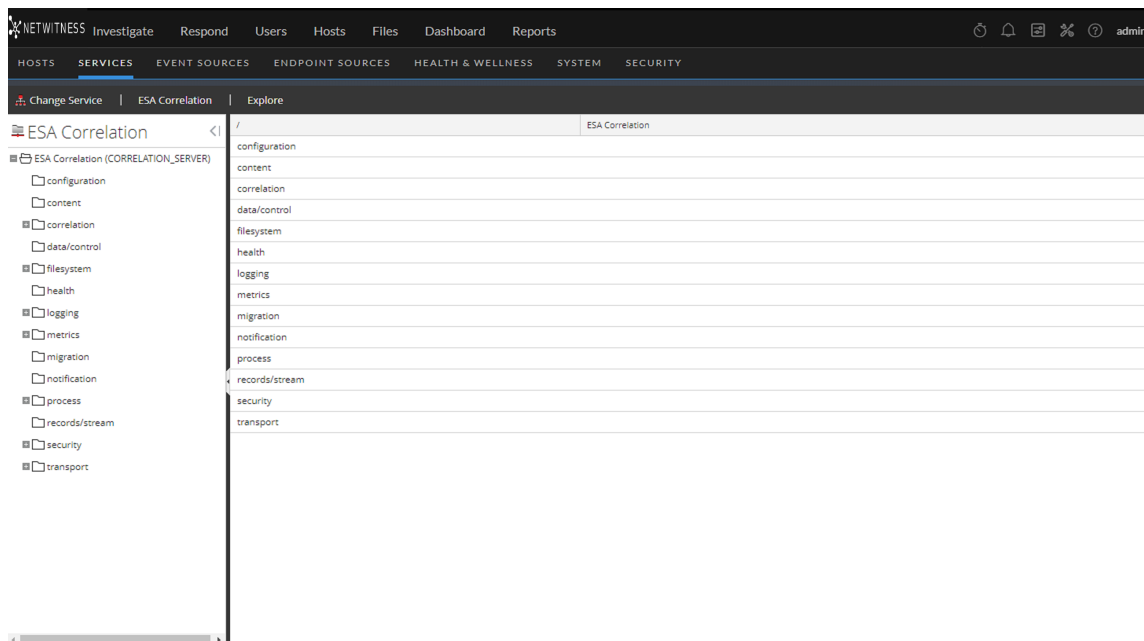 NETWITNESS Investigate Respond Users Hosts Files Dashboard Reports admin
HOSTS SERVICES EVENT SOURCES ENDPOINT SOURCES HEALTH & WELLNESS SYSTEM SECURITY
Change Service | ESA Correlation | Explore
ESA Correlation
ESA Correlation (CORRELATION_SERVER)
configuration
content
correlation
data/control
filesystem
health
logging
metrics
migration
notification
process
records/stream
security
transport
/ ESA Correlation
configuration
content
correlation
data/control
filesystem
health
logging
metrics
migration
notification
process
records/stream
security
transport